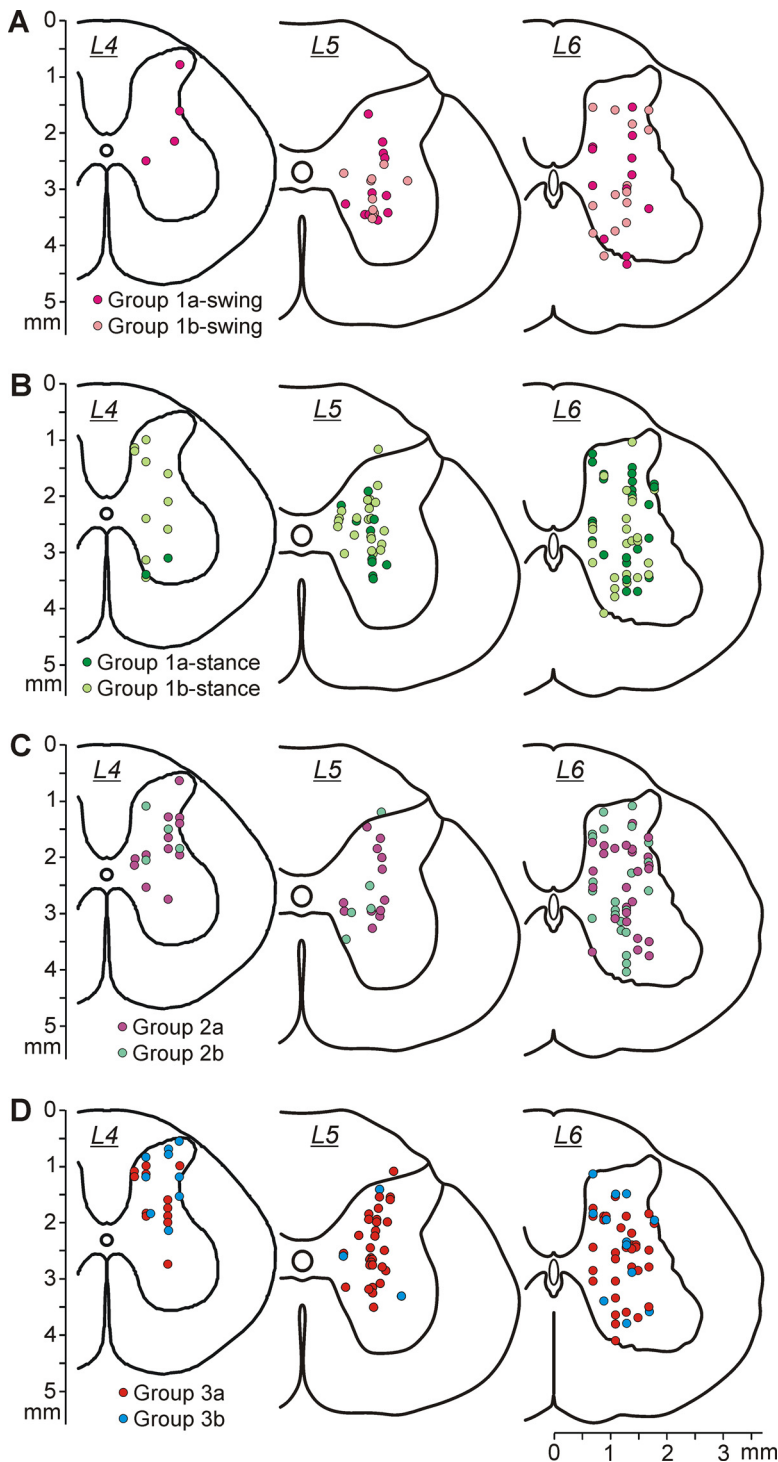 A
0
1
2
3
4
5
mm
L4
L5
L6
Group 1a-swing
Group 1b-swing
B
0
1
2
3
4
5
mm
L4
L5
L6
Group 1a-stance
Group 1b-stance
C
0
1
2
3
4
5
mm
L4
L5
L6
Group 2a
Group 2b
D
0
1
2
3
4
5
mm
L4
L5
L6
Group 3a
Group 3b
0 1 2 3 mm